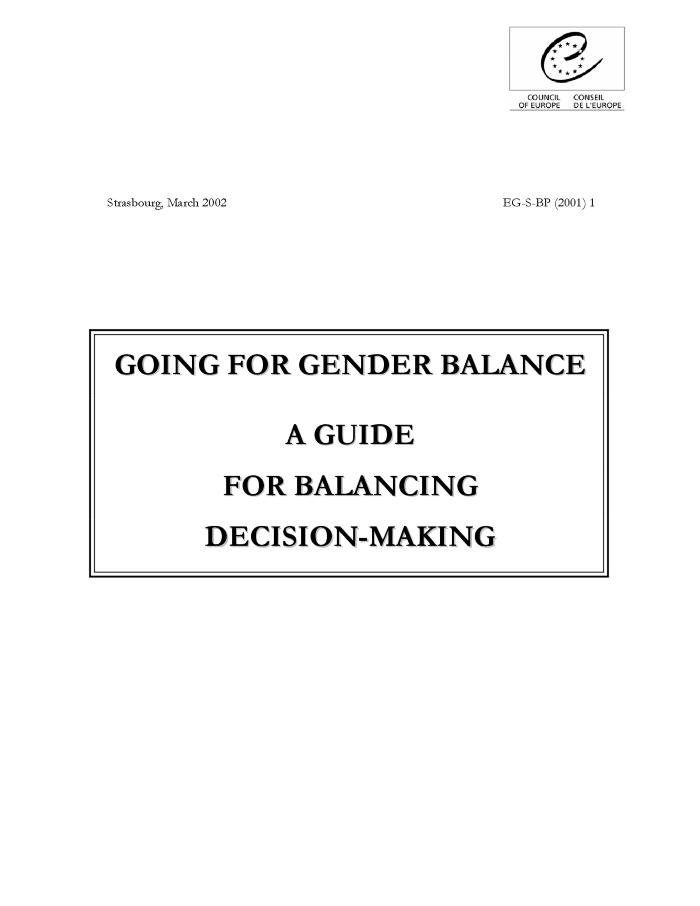 COUNCIL CONSEIL
OF EUROPE DE L'EUROPE
Strasbourg, March 2002 EG-S-BP (2001) 1
GOING FOR GENDER BALANCE
A GUIDE
FOR BALANCING
DECISION-MAKING